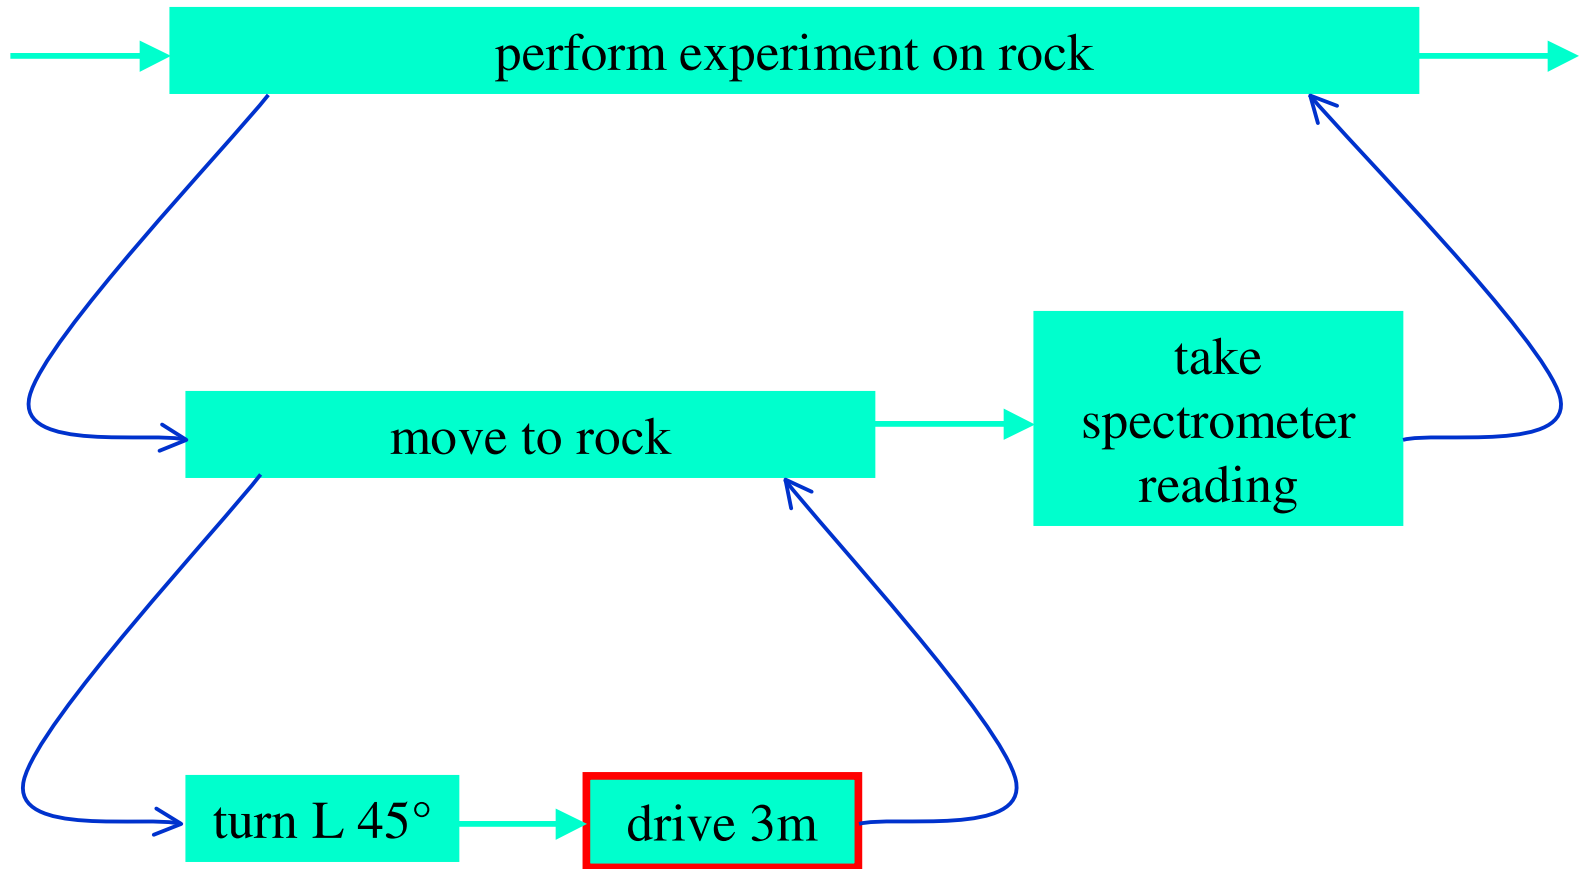 perform experiment on rock
take
spectrometer
reading
move to rock
turn L 45°
drive 3m